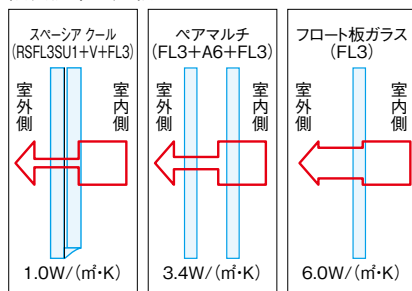 スペーシア クール
(RSFL3SU1+V+FL3)
室外側
室内側
1.0W/(㎡・K)
ペアマルチ
(FL3+A6+FL3)
室外側
室内側
3.4W/(㎡・K)
フロート板ガラス
(FL3)
室外側
室内側
6.0W/(㎡・K)